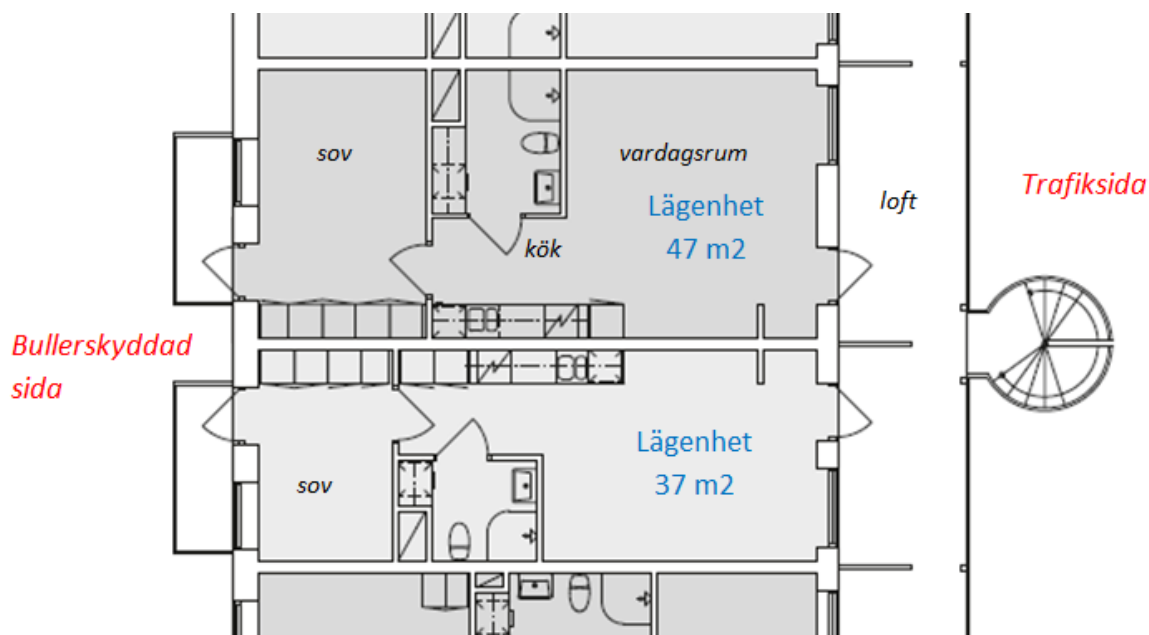 sov
vardagsrum
Lägenhet
47 m2
kök
loft
Trafiksida
Bullerskyddad
sida
Lägenhet
37 m2
sov